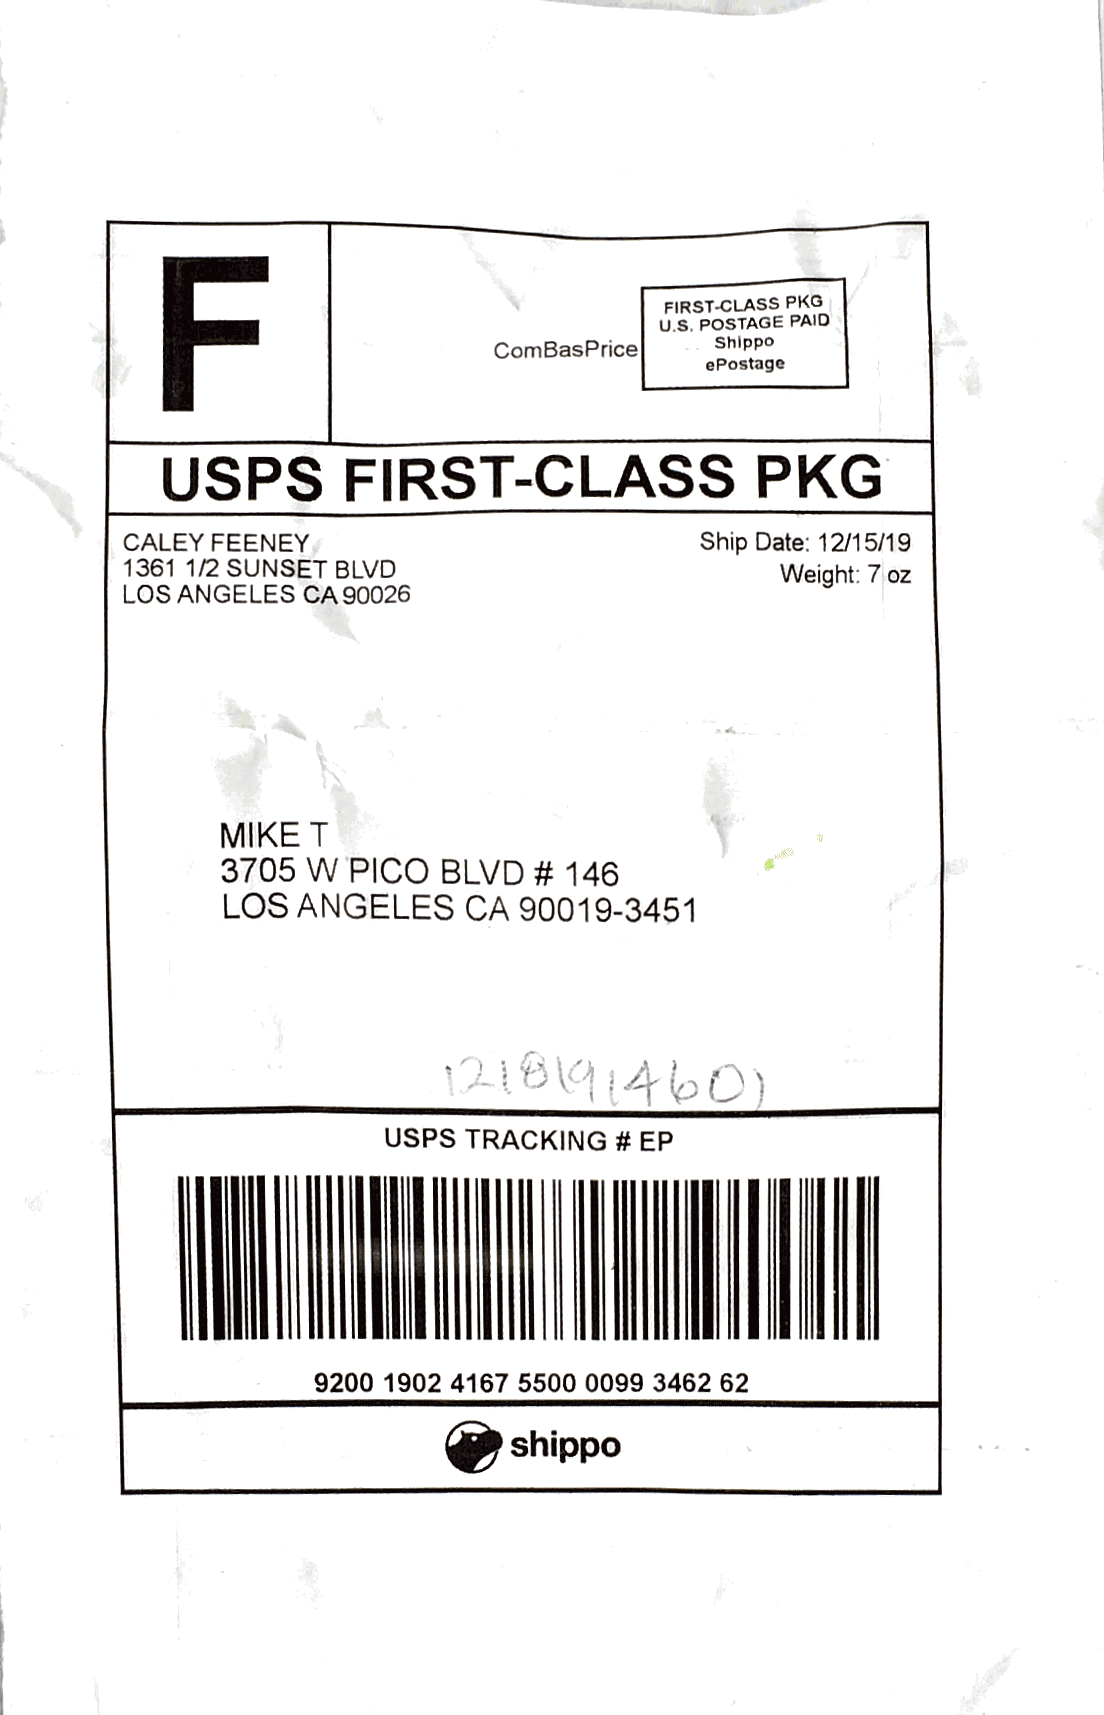 F
ComBasPrice
FIRST-CLASS PKG
U.S. POSTAGE PAID
Shippo
ePostage
USPS FIRST-CLASS PKG
CALEY FEENEY
1361 1/2 SUNSET BLVD
LOS ANGELES CA 90026
Ship Date: 12/15/19
Weight: 7 oz
MIKE T
3705 W PICO BLVD # 146
LOS ANGELES CA 90019-3451
USPS TRACKING # EP
9200 1902 4167 5500 0099 3462 62
shippo